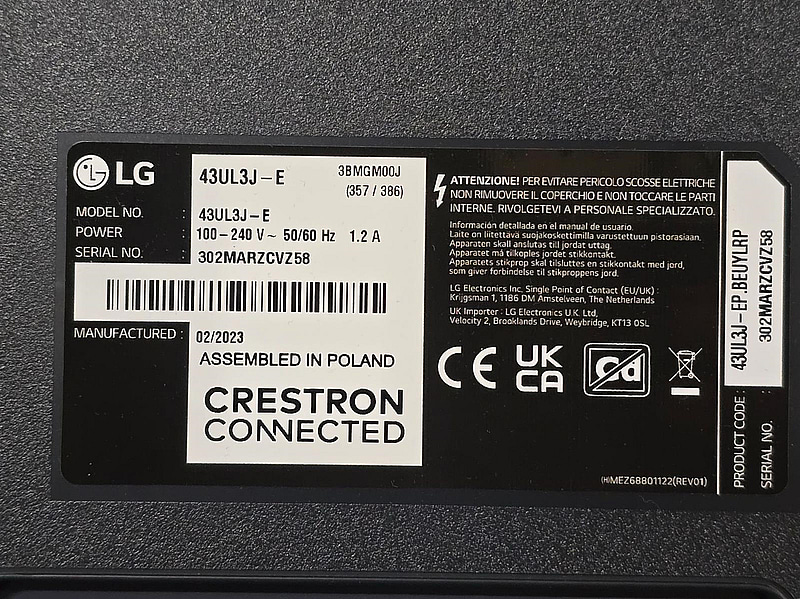 LG
43UL3J-E
3BMGM00J
(357 / 386)
MODEL NO. : 43UL3J-E
POWER : 100-240 V~ 50/60 Hz 1.2 A
SERIAL NO. : 302MARZCVZ58
MANUFACTURED : 02/2023
ASSEMBLED IN POLAND
CRESTRON
CONNECTED
ATTENZIONE! PER EVITARE PERICOLO SCOSSE ELETTRICHE
NON RIMUOVERE IL COPERCHIO E NON TOCCARE LE PARTI
INTERNE. RIVOLGETEVI A PERSONALE SPECIALIZZATO.
Información detallada en el manual de usuario.
Laite on liitettävä suojakoskettimilla varustettuun pistorasiaan.
Apparaten skall anslutas till jordat uttag.
Apparatet må tilkoples jordet stikkontakt.
Apparatets stikprop skal tilsluttes en stikkontakt med jord,
som giver forbindelse til stikproppens jord.
LG Electronics Inc. Single Point of Contact (EU/UK) :
Krijgsman 1, 1186 DM Amstelveen, The Netherlands
UK Importer : LG Electronics U.K. Ltd,
Velocity 2, Brooklands Drive, Weybridge, KT13 0SL
CE
UK
CA
Cd
(H)MEZ68801122(REV01)
PRODUCT CODE : 43UL3J-EP.BEUYLRP
SERIAL NO. : 302MARZCVZ58